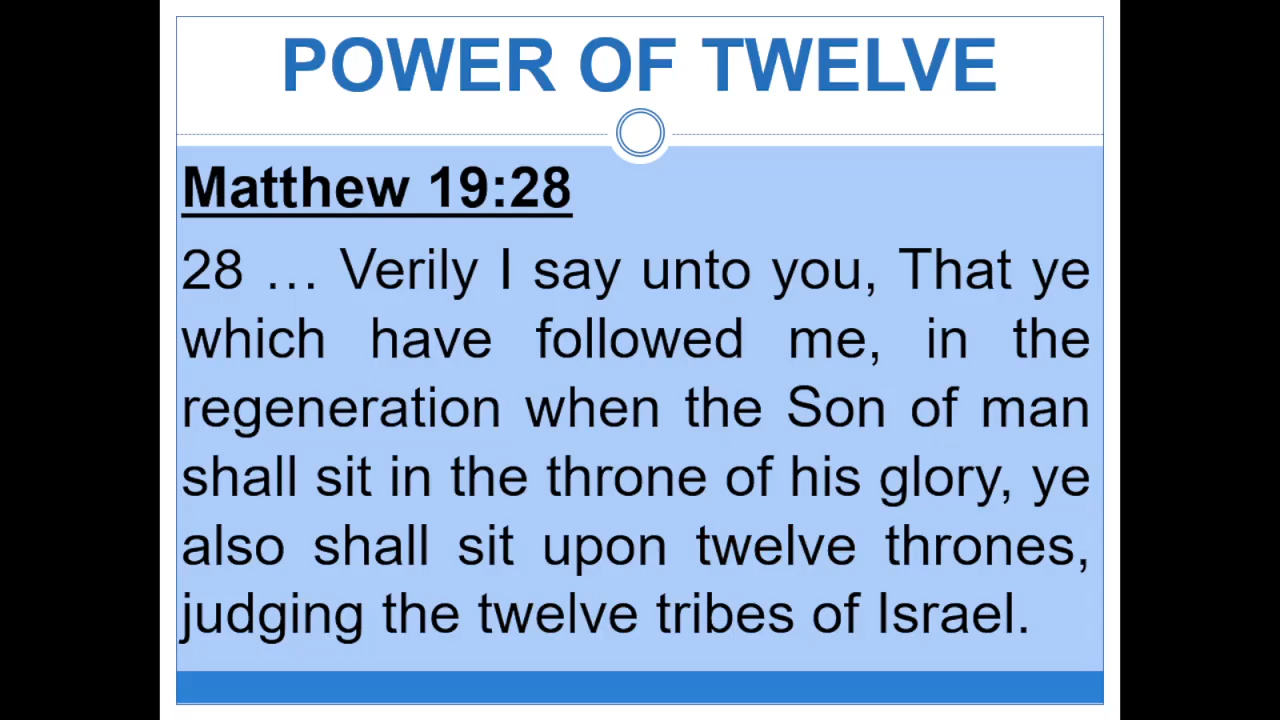 POWER OF TWELVE
Matthew 19:28
28 … Verily I say unto you, That ye
which have followed me, in the
regeneration when the Son of man
shall sit in the throne of his glory, ye
also shall sit upon twelve thrones,
judging the twelve tribes of Israel.